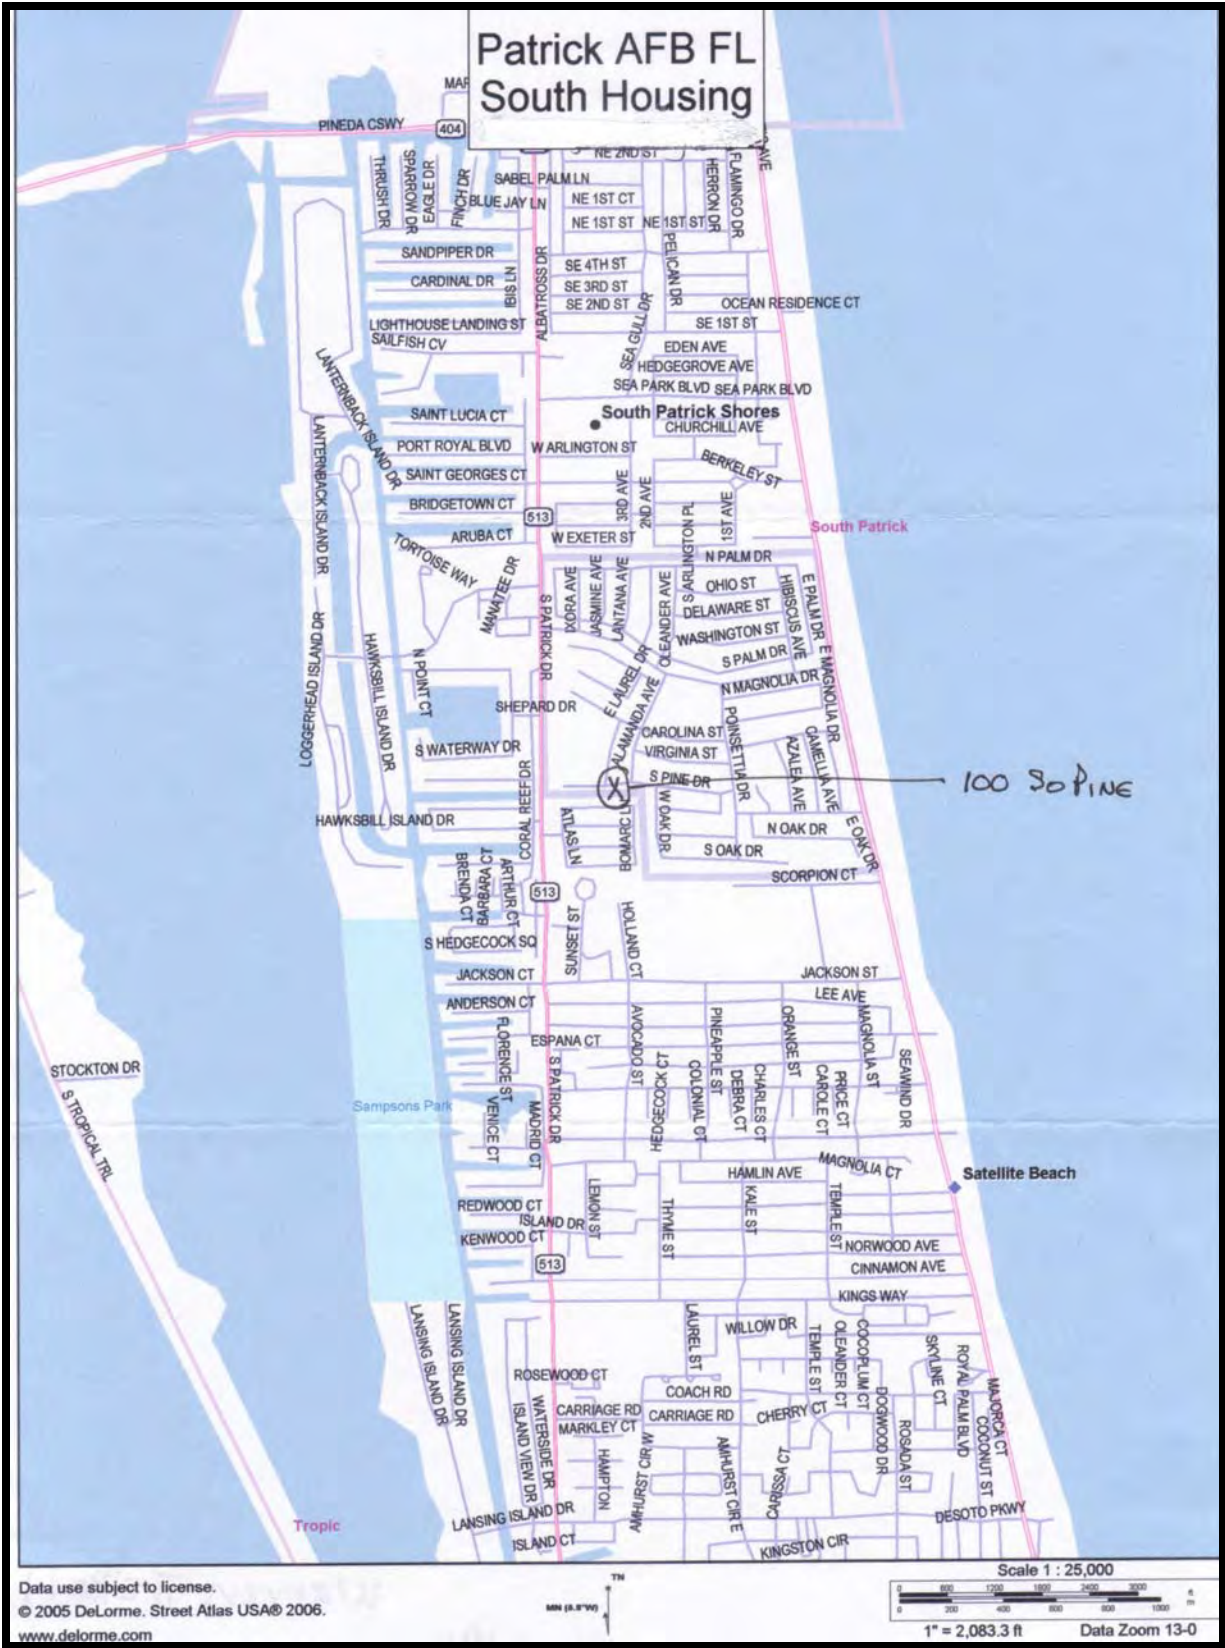 Patrick AFB FL
South Housing
PINEDA CSWY
404
NE 2ND ST
THRUSH DR
SPARROW DR
EAGLE DR
FINCH DR
SABEL PALM LN
BLUE JAY LN
NE 1ST CT
NE 1ST ST
NE 1ST ST
HERRON DR
FLAMINGO DR
SANDPIPER DR
CARDINAL DR
IBIS LN
ALBATROSS DR
SE 4TH ST
SE 3RD ST
SE 2ND ST
PELICAN DR
OCEAN RESIDENCE CT
LIGHTHOUSE LANDING ST
SAILFISH CV
SEA GULL DR
SE 1ST ST
EDEN AVE
HEDGEGROVE AVE
SEA PARK BLVD
SEA PARK BLVD
LANTERNBACK ISLAND DR
SAINT LUCIA CT
South Patrick Shores
CHURCHILL AVE
LANTERNBACK ISLAND DR
PORT ROYAL BLVD
W ARLINGTON ST
BERKELEY ST
SAINT GEORGES CT
BRIDGETOWN CT
513
3RD AVE
2ND AVE
S ARLINGTON PL
1ST AVE
South Patrick
ARUBA CT
W EXETER ST
TORTOISE WAY
MANATEE DR
N PALM DR
IXORA AVE
JASMINE AVE
LANTANA AVE
OLEANDER AVE
OHIO ST
DELAWARE ST
WASHINGTON ST
HIBISCUS AVE
E PALM DR
S PATRICK DR
S PALM DR
E MAGNOLIA DR
LOGGERHEAD ISLAND DR
HAWKSBILL ISLAND DR
N POINT CT
E LAUREL DR
N MAGNOLIA DR
SHEPARD DR
ALAMANDA AVE
CAROLINA ST
POINSETTIA DR
S WATERWAY DR
VIRGINIA ST
AZALEA AVE
CAMELLIA AVE
CORAL REEF DR
X
S PINE DR
100 SO PINE
HAWKSBILL ISLAND DR
ATLAS LN
W OAK DR
N OAK DR
E OAK DR
S OAK DR
BRENDA CT
BARBARA CT
ARTHUR CT
SCORPION CT
513
SUNSET ST
HOLLAND CT
S HEDGECOCK SQ
JACKSON CT
JACKSON ST
ANDERSON CT
LEE AVE
FLORENCE ST
ESPANA CT
AVOCADO ST
PINEAPPLE ST
ORANGE ST
MAGNOLIA ST
STOCKTON DR
S TROPICAL TRL
S PATRICK DR
HEDGECOCK CT
COLONIAL CT
DEBRA CT
CHARLES CT
CAROLE CT
PRICE CT
SEAWIND DR
Sampsons Park
VENICE CT
MADRID CT
HAMLIN AVE
MAGNOLIA CT
Satellite Beach
REDWOOD CT
ISLAND DR
LEMON ST
THYME ST
KALE ST
TEMPLE ST
KENWOOD CT
NORWOOD AVE
513
CINNAMON AVE
KINGS WAY
LANSING ISLAND DR
LANSING ISLAND DR
LAUREL ST
WILLOW DR
TEMPLE ST
OLEANDER CT
COCOPLUM CT
SKYLINE CT
ROYAL PALM BLVD
MAJORCA CT
ROSEWOOD CT
COACH RD
CARRIAGE RD
CARRIAGE RD
CHERRY CT
DOGWOOD DR
ROSADA ST
COCONUT ST
ISLAND VIEW DR
WATERSIDE DR
MARKLEY CT
HAMPTON
AMHURST CIR W
AMHURST CIR E
CARISSA CT
LANSING ISLAND DR
DESOTO PKWY
Tropic
ISLAND CT
KINGSTON CIR
Data use subject to license.
© 2005 DeLorme. Street Atlas USA® 2006.
www.delorme.com
TN
Scale 1 : 25,000
0 600 1200 1800 2400 3000
ft
m
0 200 400 600 800 1000
1" = 2,083.3 ft
Data Zoom 13-0